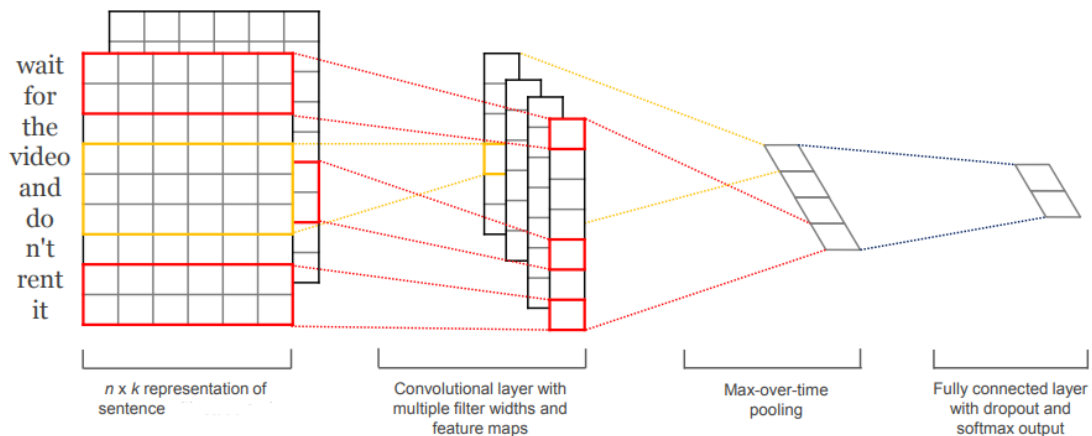 wait
for
the
video
and
do
n't
rent
it
n x k representation of
sentence
Convolutional layer with
multiple filter widths and
feature maps
Max-over-time
pooling
Fully connected layer
with dropout and
softmax output